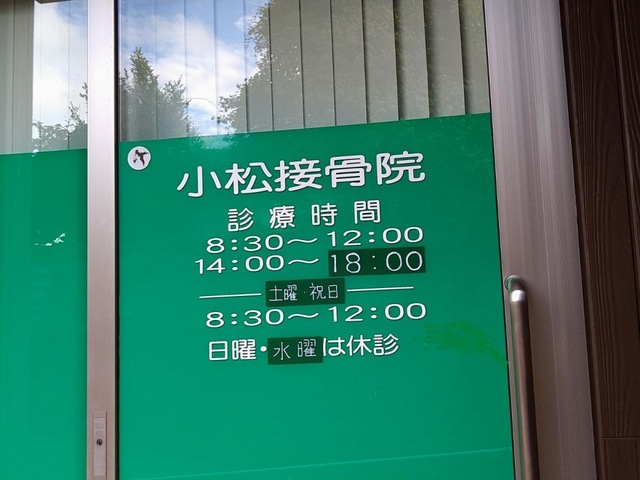 小松接骨院
診療時間
8:30～12:00
14:00～18:00
土曜・祝日
8:30～12:00
日曜・水曜は休診